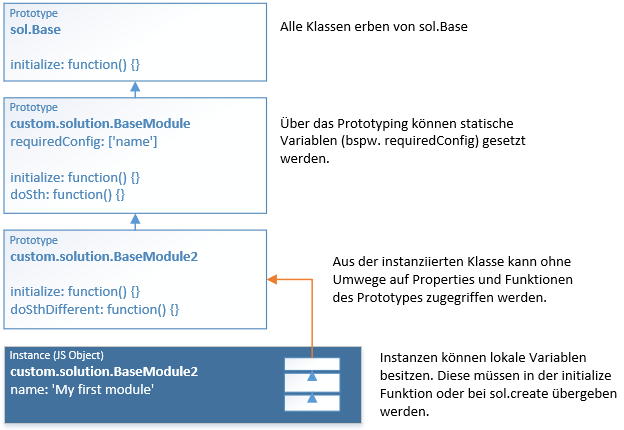 Prototype
sol.Base
initialize: function() {}
Alle Klassen erben von sol.Base
Prototype
custom.solution.BaseModule
requiredConfig: ['name']
initialize: function() {}
doSth: function() {}
Über das Prototyping können statische
Variablen (bspw. requiredConfig) gesetzt
werden.
Prototype
custom.solution.BaseModule2
initialize: function() {}
doSthDifferent: function() {}
Aus der instanziierten Klasse kann ohne
Umwege auf Properties und Funktionen
des Prototypes zugegriffen werden.
Instance (JS Object)
custom.solution.BaseModule2
name: 'My first module'
Instanzen können lokale Variablen
besitzen. Diese müssen in der initialize
Funktion oder bei sol.create übergeben
werden.